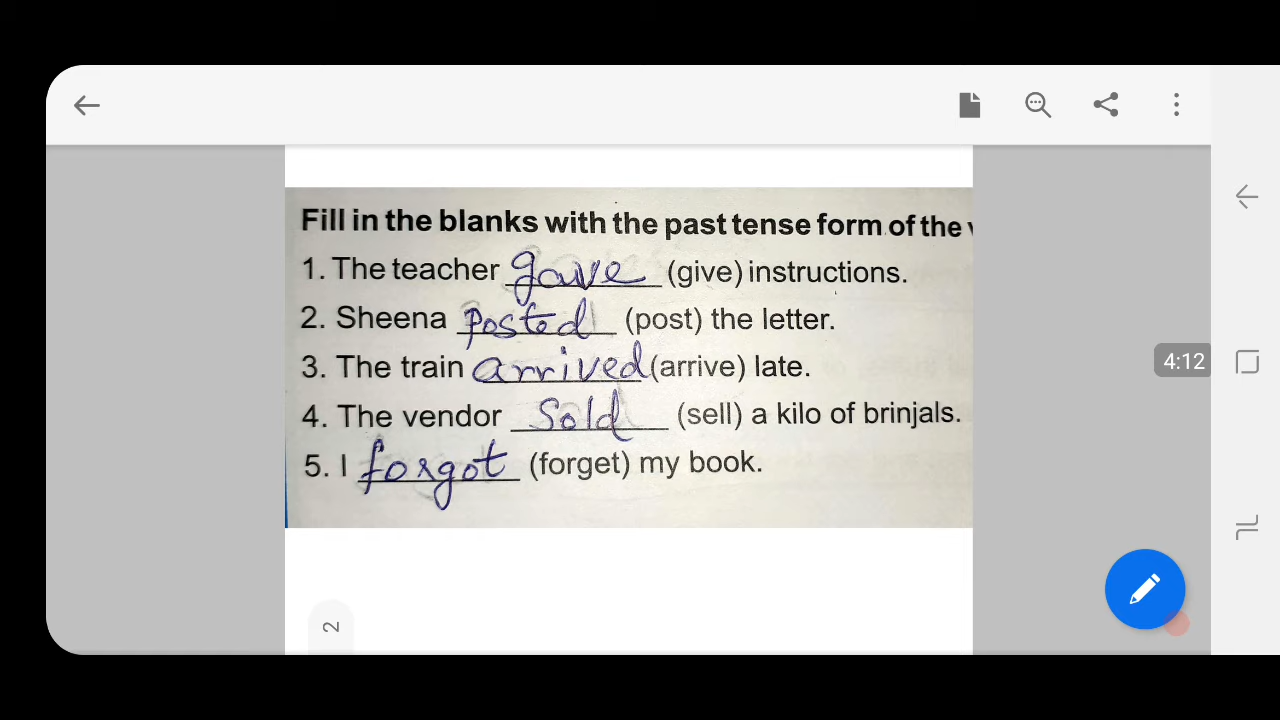 Fill in the blanks with the past tense form of the
1. The teacher gave (give) instructions.
2. Sheena posted (post) the letter.
3. The train arrived (arrive) late.
4:12
4. The vendor Sold (sell) a kilo of brinjals.
5. I forgot (forget) my book.
2